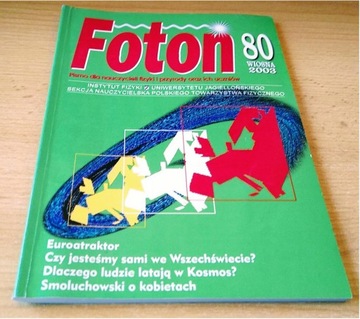 Foton 80
WIOSNA
2003
Pismo dla nauczycieli fizyki i przyrody oraz ich uczniów
INSTYTUT FIZYKI UNIWERSYTETU JAGIELLOŃSKIEGO
SEKCJA NAUCZYCIELSKA POLSKIEGO TOWARZYSTWA FIZYCZNEGO
Euroatraktor
Czy jesteśmy sami we Wszechświecie?
Dlaczego ludzie latają w Kosmos?
Smoluchowski o kobietach